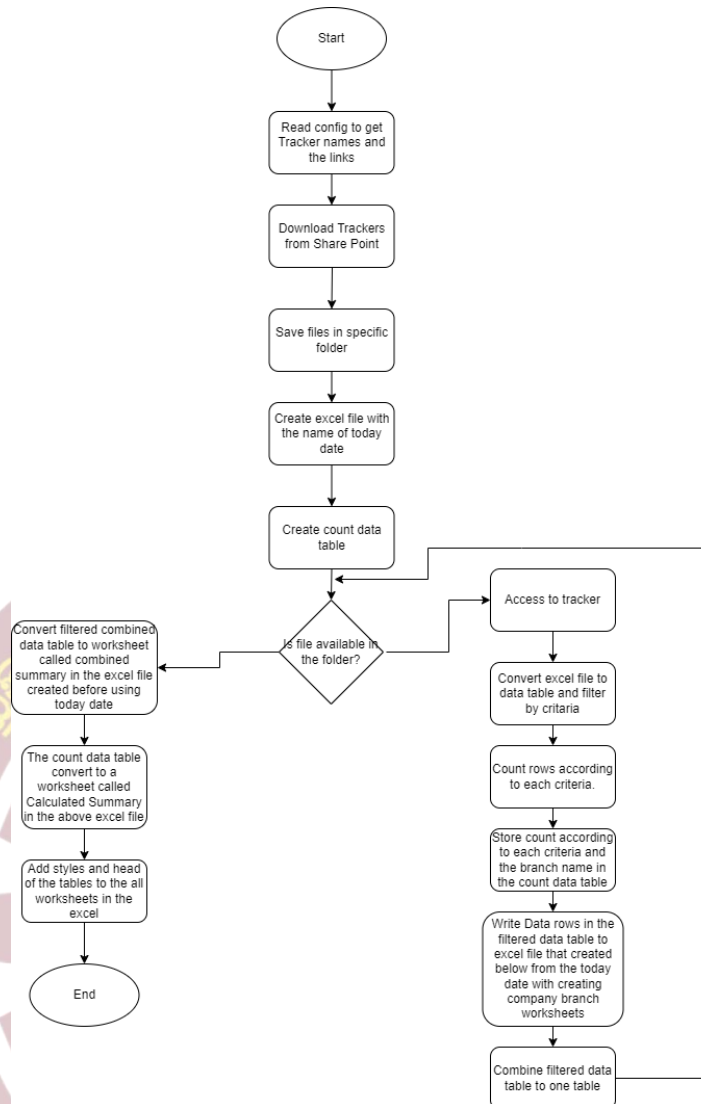 Start
Read config to get
Tracker names and
the links
Download Trackers
from Share Point
Save files in specific
folder
Create excel file with
the name of today
date
Create count data
table
Is file available in
the folder?
Convert filtered combined
data table to worksheet
called combined
summary in the excel file
created before using
today date
The count data table
convert to a
worksheet called
Calculated Summary
in the above excel file
Add styles and head
of the tables to the all
worksheets in the
excel
End
Access to tracker
Convert excel file to
data table and filter
by critaria
Count rows according
to each criteria.
Store count according
to each criteria and
the branch name in
the count data table
Write Data rows in the
filtered data table to
excel file that created
below from the today
date with creating
company branch
worksheets
Combine filtered data
table to one table